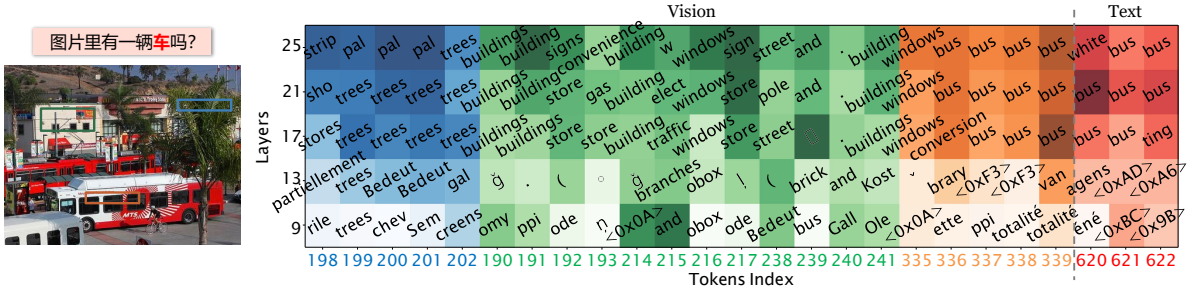 图片里有一辆车吗?
MTS
Vision Text
Layers
25 strip pal pal pal trees buildings building signs convenience building w windows sign street and . building windows bus bus bus bus white bus bus
21 sho trees trees trees trees buildings building store gas building elect windows store pole and . building windows bus bus bus bus bus bus bus
17 stores trees trees trees trees buildings buildings store store building traffic windows store street . buildings windows conversion bus bus bus bus bus ting
13 partiellement trees Bedeut Bedeut gal ğ . ( ○ ğ branches obox ! ( brick and Kost ˇ brary <0xF3> <0xF3> van agens <0xAD> <0xA6>
9 rile trees chev Sem creens omy ppi ode ņ <0x0A> and obox ode Bedeut bus Gall Ole <0x0A> ette ppi totalité totalité ené <0xBC> <0x9B>
198 199 200 201 202 190 191 192 193 214 215 216 217 238 239 240 241 335 336 337 338 339 620 621 622
Tokens Index